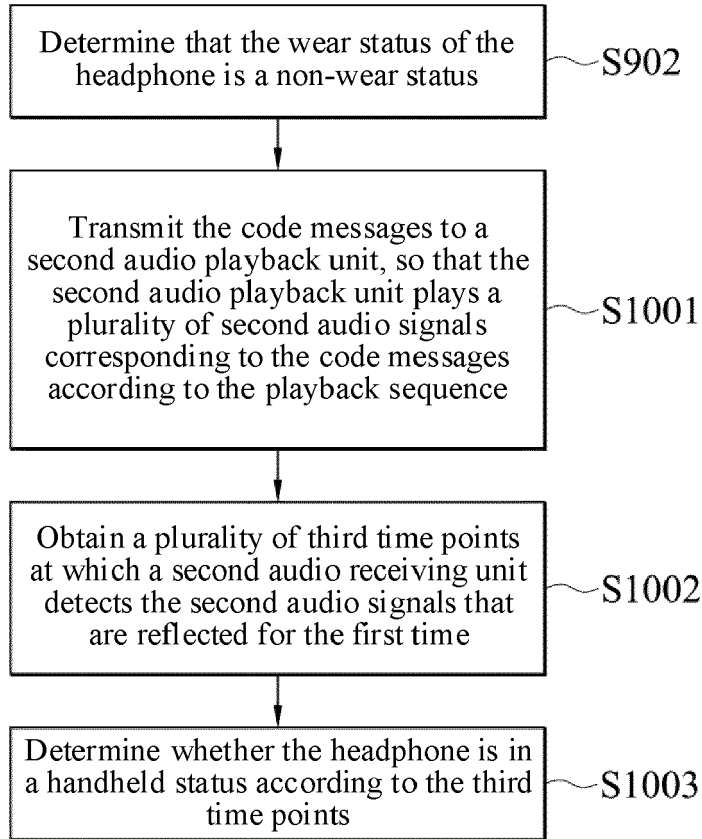 Determine that the wear status of the
headphone is a non-wear status
S902
Transmit the code messages to a
second audio playback unit, so that the
second audio playback unit plays a
plurality of second audio signals
corresponding to the code messages
according to the playback sequence
S1001
Obtain a plurality of third time points
at which a second audio receiving unit
detects the second audio signals that
are reflected for the first time
S1002
Determine whether the headphone is in
a handheld status according to the third
time points
S1003